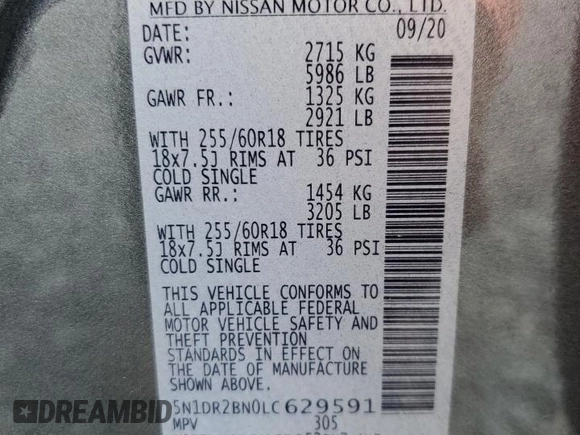 MFD BY NISSAN MOTOR CO., LTD.
DATE: 09/20
GVWR: 2715 KG
5986 LB
GAWR FR.: 1325 KG
2921 LB
WITH 255/60R18 TIRES
18x7.5J RIMS AT 36 PSI
COLD SINGLE
GAWR RR.: 1454 KG
3205 LB
WITH 255/60R18 TIRES
18x7.5J RIMS AT 36 PSI
COLD SINGLE
THIS VEHICLE CONFORMS TO
ALL APPLICABLE FEDERAL
MOTOR VEHICLE SAFETY AND
THEFT PREVENTION
STANDARDS IN EFFECT ON
THE DATE OF MANUFACTURE
SHOWN ABOVE.
5N1DR2BN0LC629591
MPV 305
DREAMBID